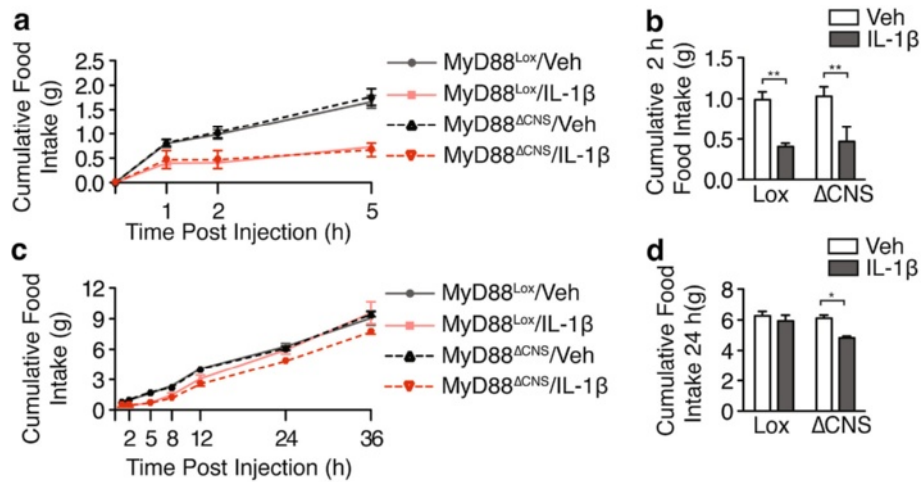 a
Cumulative Food
Intake (g)
2.5
2.0
1.5
1.0
0.5
0.0
1
2
5
Time Post Injection (h)
MyD88ᴸᵒˣ/Veh
MyD88ᴸᵒˣ/IL-1β
MyD88ΔCNS/Veh
MyD88ΔCNS/IL-1β
b
Veh
IL-1β
Cumulative 2 h
Food Intake (g)
1.5
1.0
0.5
0.0
**
**
Lox
ΔCNS
c
Cumulative Food
Intake (g)
12
9
6
3
0
2
5
8
12
24
36
Time Post Injection (h)
MyD88ᴸᵒˣ/Veh
MyD88ᴸᵒˣ/IL-1β
MyD88ΔCNS/Veh
MyD88ΔCNS/IL-1β
d
Veh
IL-1β
Cumulative Food
Intake 24 h(g)
8
6
4
2
0
*
Lox
ΔCNS